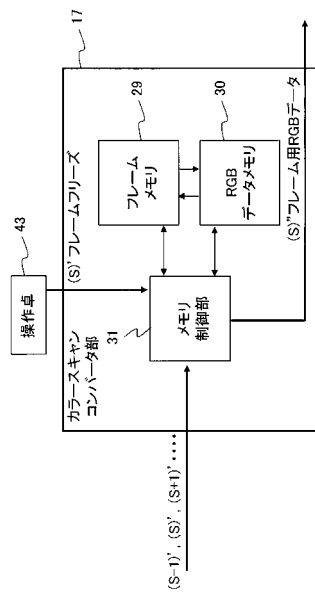 操作卓
43
17
カラースキャン
コンバータ部
(S)'フレームフリーズ
31
メモリ
制御部
フレーム
メモリ
29
RGB
データメモリ
30
(S-1)', (S)', (S+1)'････
(S)"フレーム用RGBデータ